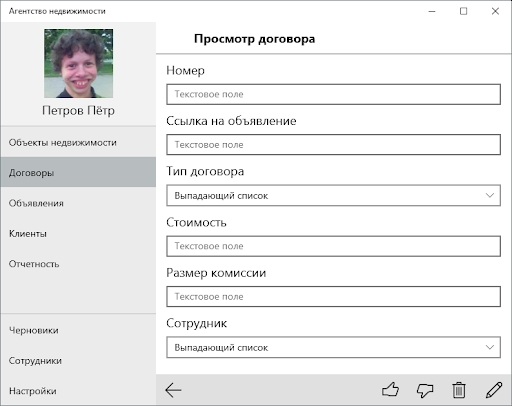 Агентство недвижимости
Петров Пётр
Объекты недвижимости
Договоры
Объявления
Клиенты
Отчетность
Черновики
Сотрудники
Настройки
Просмотр договора
Номер
Текстовое поле
Ссылка на объявление
Текстовое поле
Тип договора
Выпадающий список
Стоимость
Текстовое поле
Размер комиссии
Текстовое поле
Сотрудник
Выпадающий список